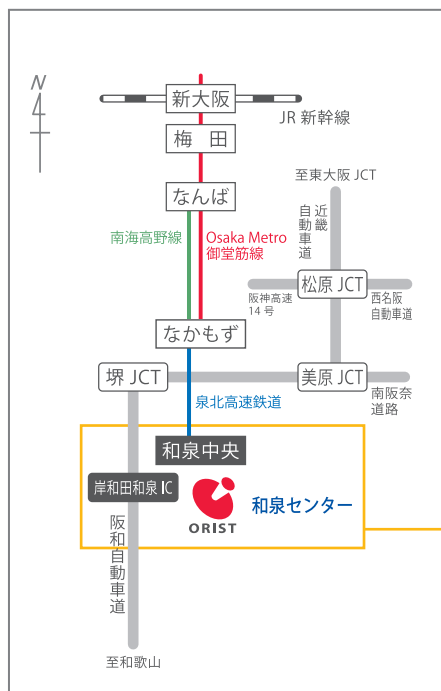 N
新大阪
JR 新幹線
梅 田
なんば
至東大阪 JCT
近畿
自動車道
南海高野線
Osaka Metro
御堂筋線
松原 JCT
阪神高速
14 号
西名阪
自動車道
なかもず
堺 JCT
美原 JCT
南阪奈
道路
泉北高速鉄道
和泉中央
岸和田和泉 IC
和泉センター
ORIST
阪和自動車道
至和歌山